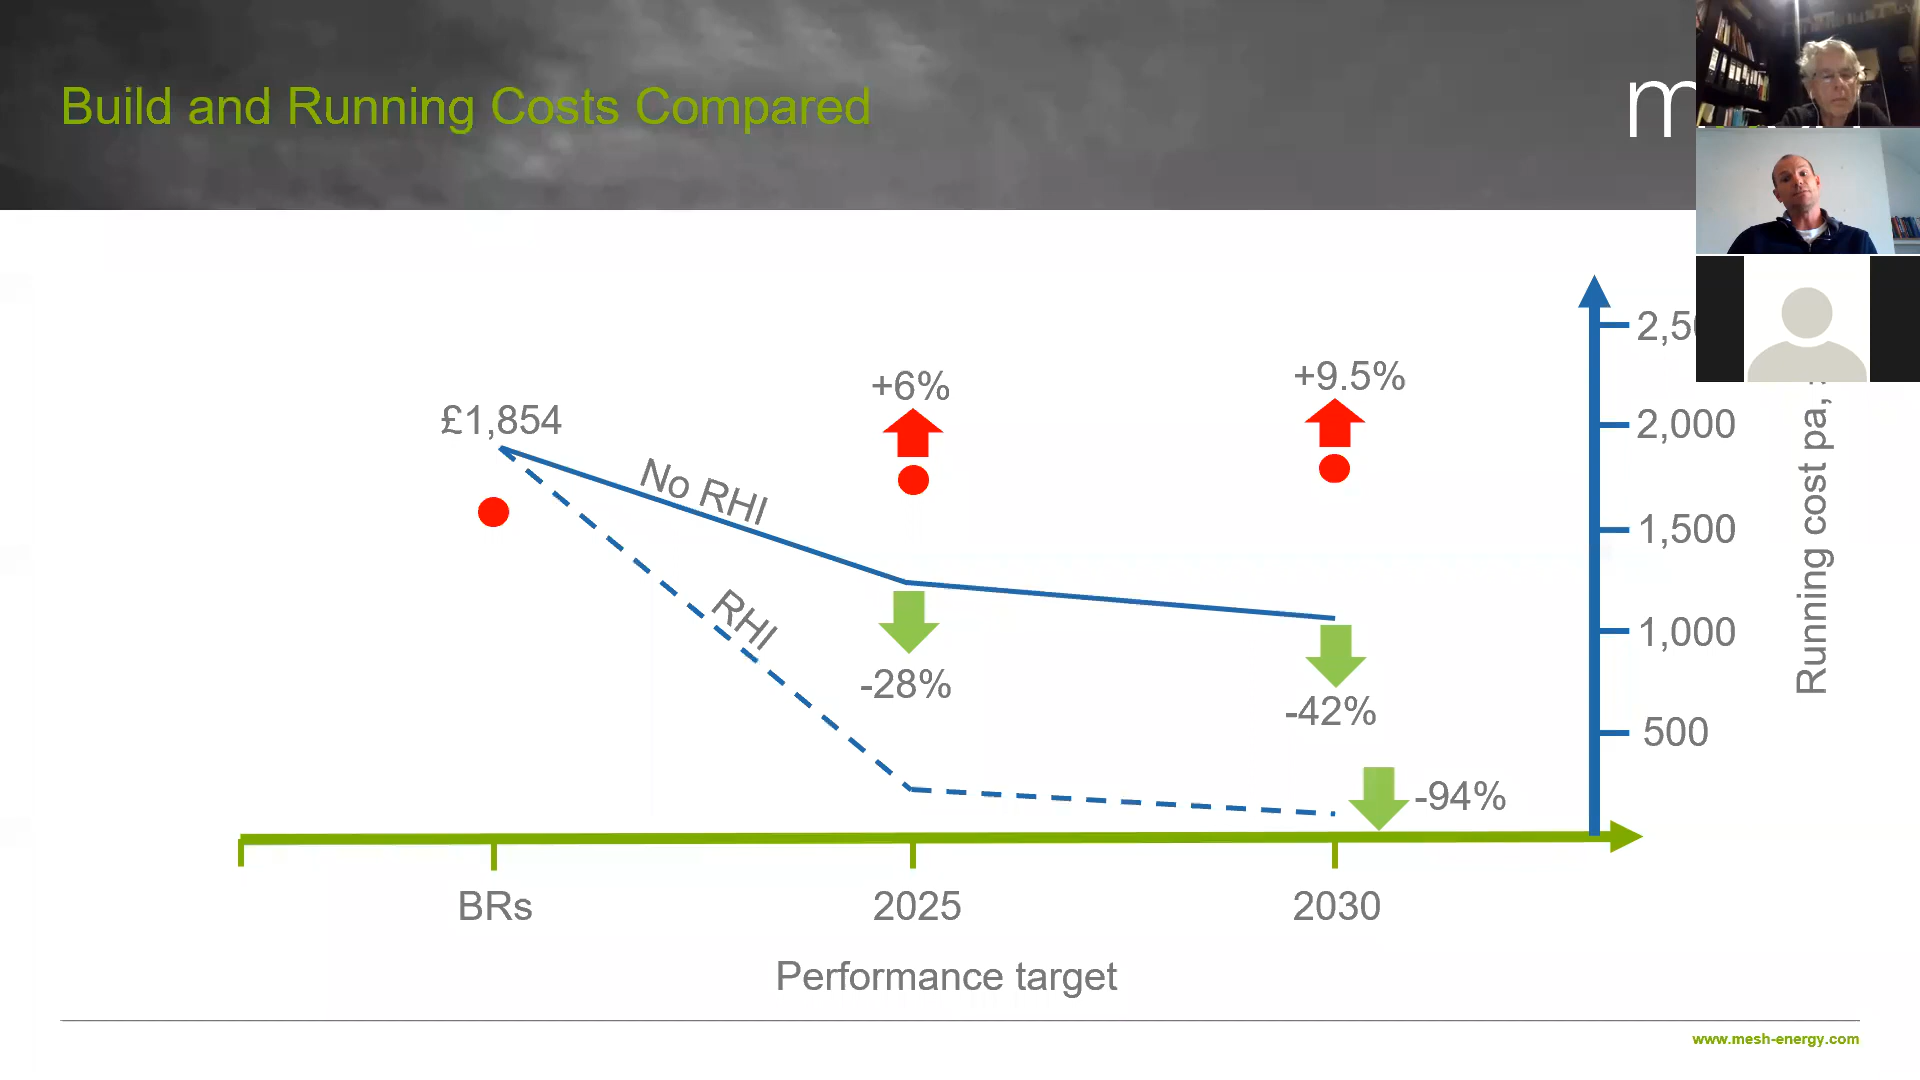 Build and Running Costs Compared
m
2,5
+9.5%
+6%
£1,854
2,000
No RHI
1,500
Running cost pa,
RHI
1,000
-28%
-42%
500
-94%
BRs
2025
2030
Performance target
www.mesh-energy.com